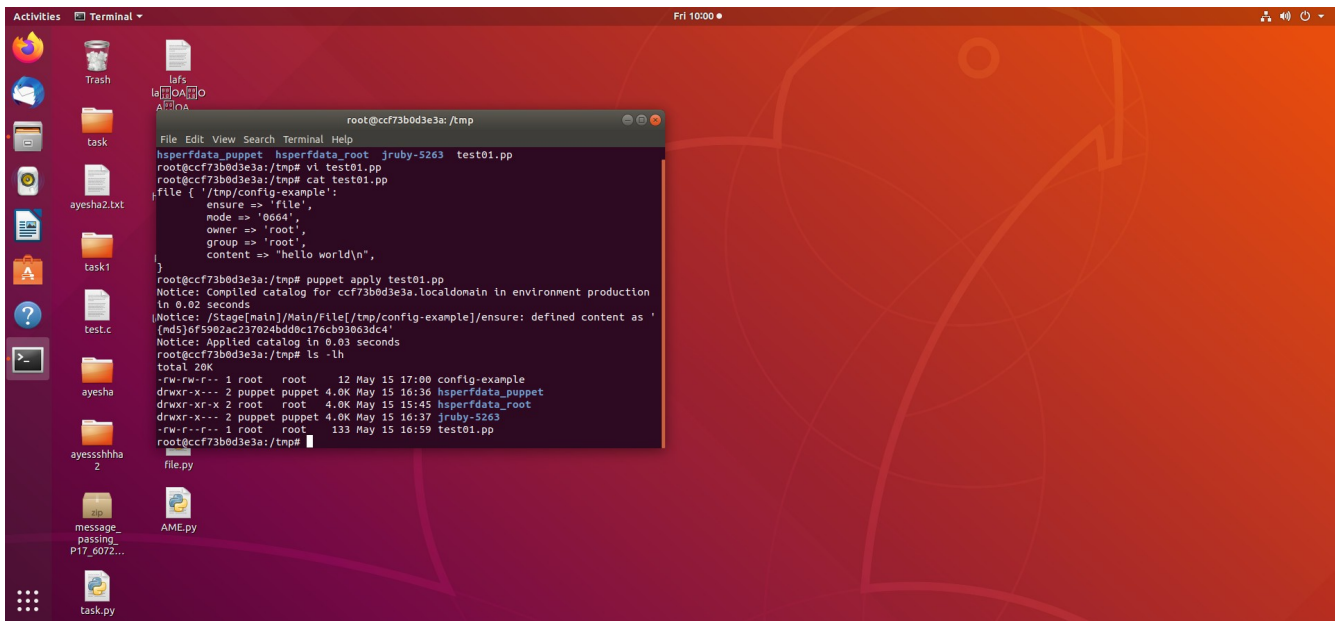 Activities Terminal Fri 10:00
Trash
lafs
task
ayesha2.txt
task1
test.c
ayesha
ayessshhha
2
file.py
zip
message_
passing_
P17_6072...
AME.py
task.py
root@ccf73b0d3e3a: /tmp
File Edit View Search Terminal Help
hsperfdata_puppet hsperfdata_root jruby-5263 test01.pp
root@ccf73b0d3e3a:/tmp# vi test01.pp
root@ccf73b0d3e3a:/tmp# cat test01.pp
file { '/tmp/config-example':
ensure => 'file',
mode => '0664',
owner => 'root',
group => 'root',
content => "hello world\n",
}
root@ccf73b0d3e3a:/tmp# puppet apply test01.pp
Notice: Compiled catalog for ccf73b0d3e3a.localdomain in environment production
in 0.02 seconds
Notice: /Stage[main]/Main/File[/tmp/config-example]/ensure: defined content as '
{md5}6f5902ac237024bdd0c176cb93063dc4'
Notice: Applied catalog in 0.03 seconds
root@ccf73b0d3e3a:/tmp# ls -lh
total 20K
-rw-rw-r-- 1 root root 12 May 15 17:00 config-example
drwxr-x--- 2 puppet puppet 4.0K May 15 16:36 hsperfdata_puppet
drwxr-xr-x 2 root root 4.0K May 15 15:45 hsperfdata_root
drwxr-x--- 2 puppet puppet 4.0K May 15 16:37 jruby-5263
-rw-r--r-- 1 root root 133 May 15 16:59 test01.pp
root@ccf73b0d3e3a:/tmp#